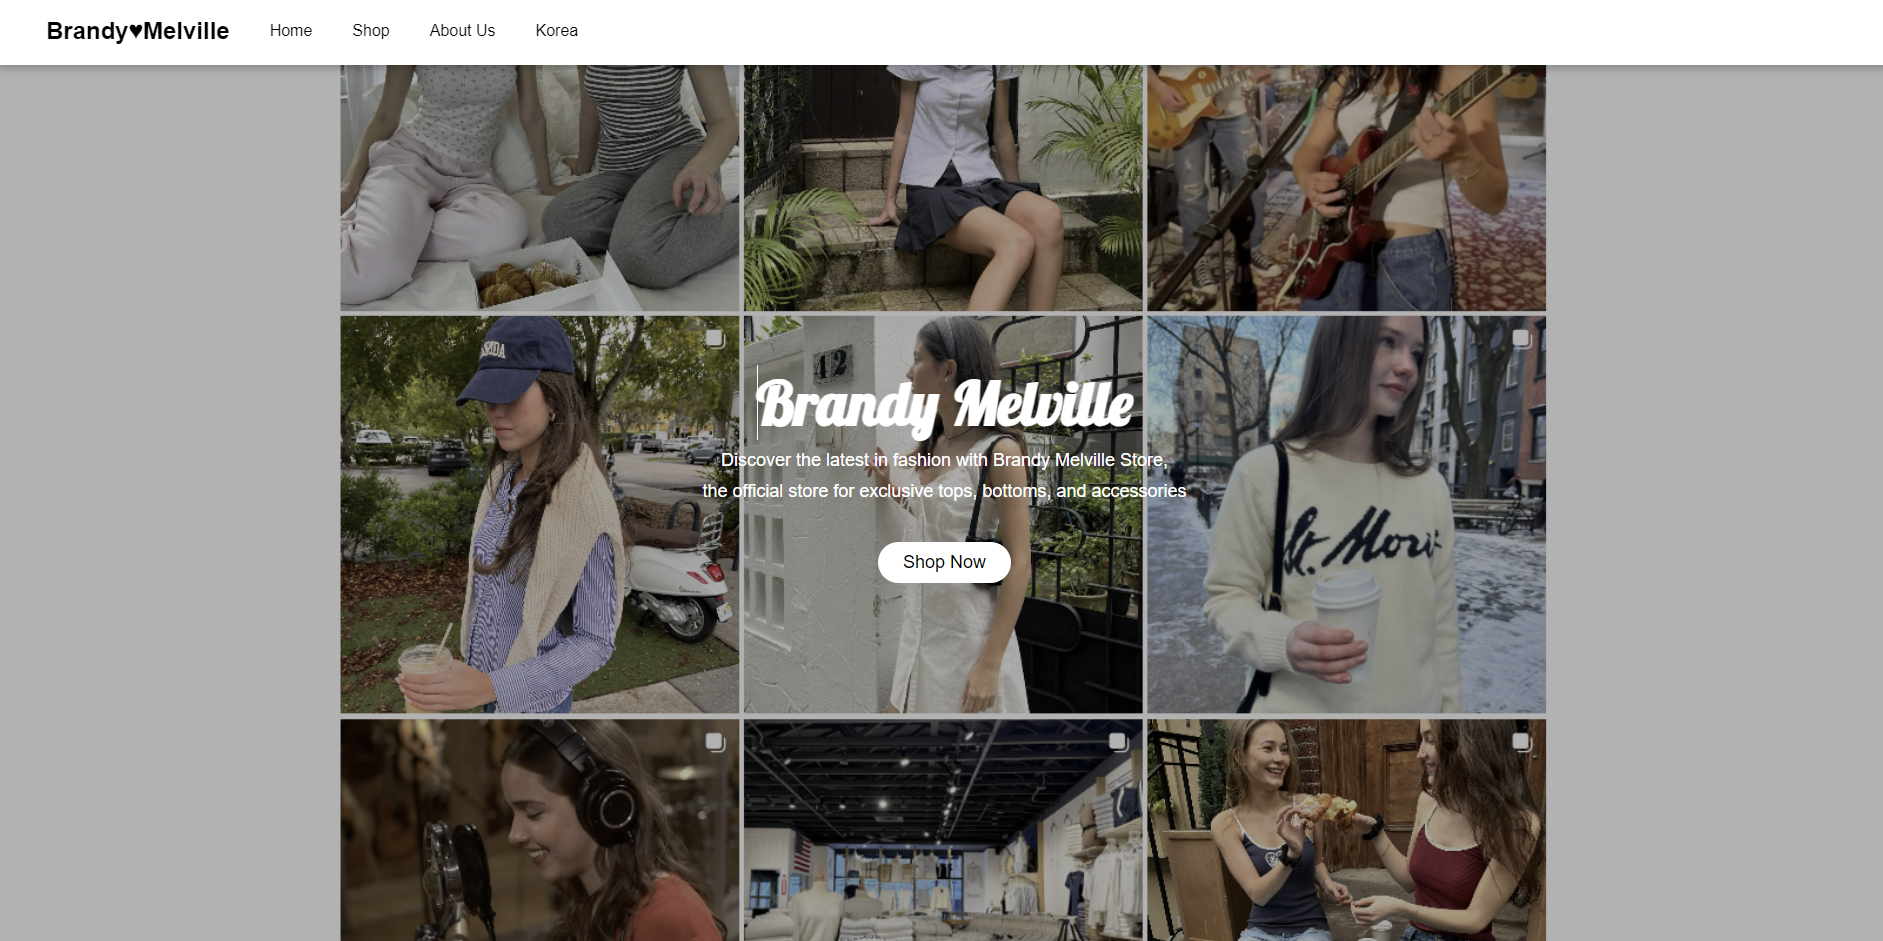 Brandy♥Melville
Home Shop About Us Korea
42
Brandy Melville
Discover the latest in fashion with Brandy Melville Store,
the official store for exclusive tops, bottoms, and accessories
Shop Now